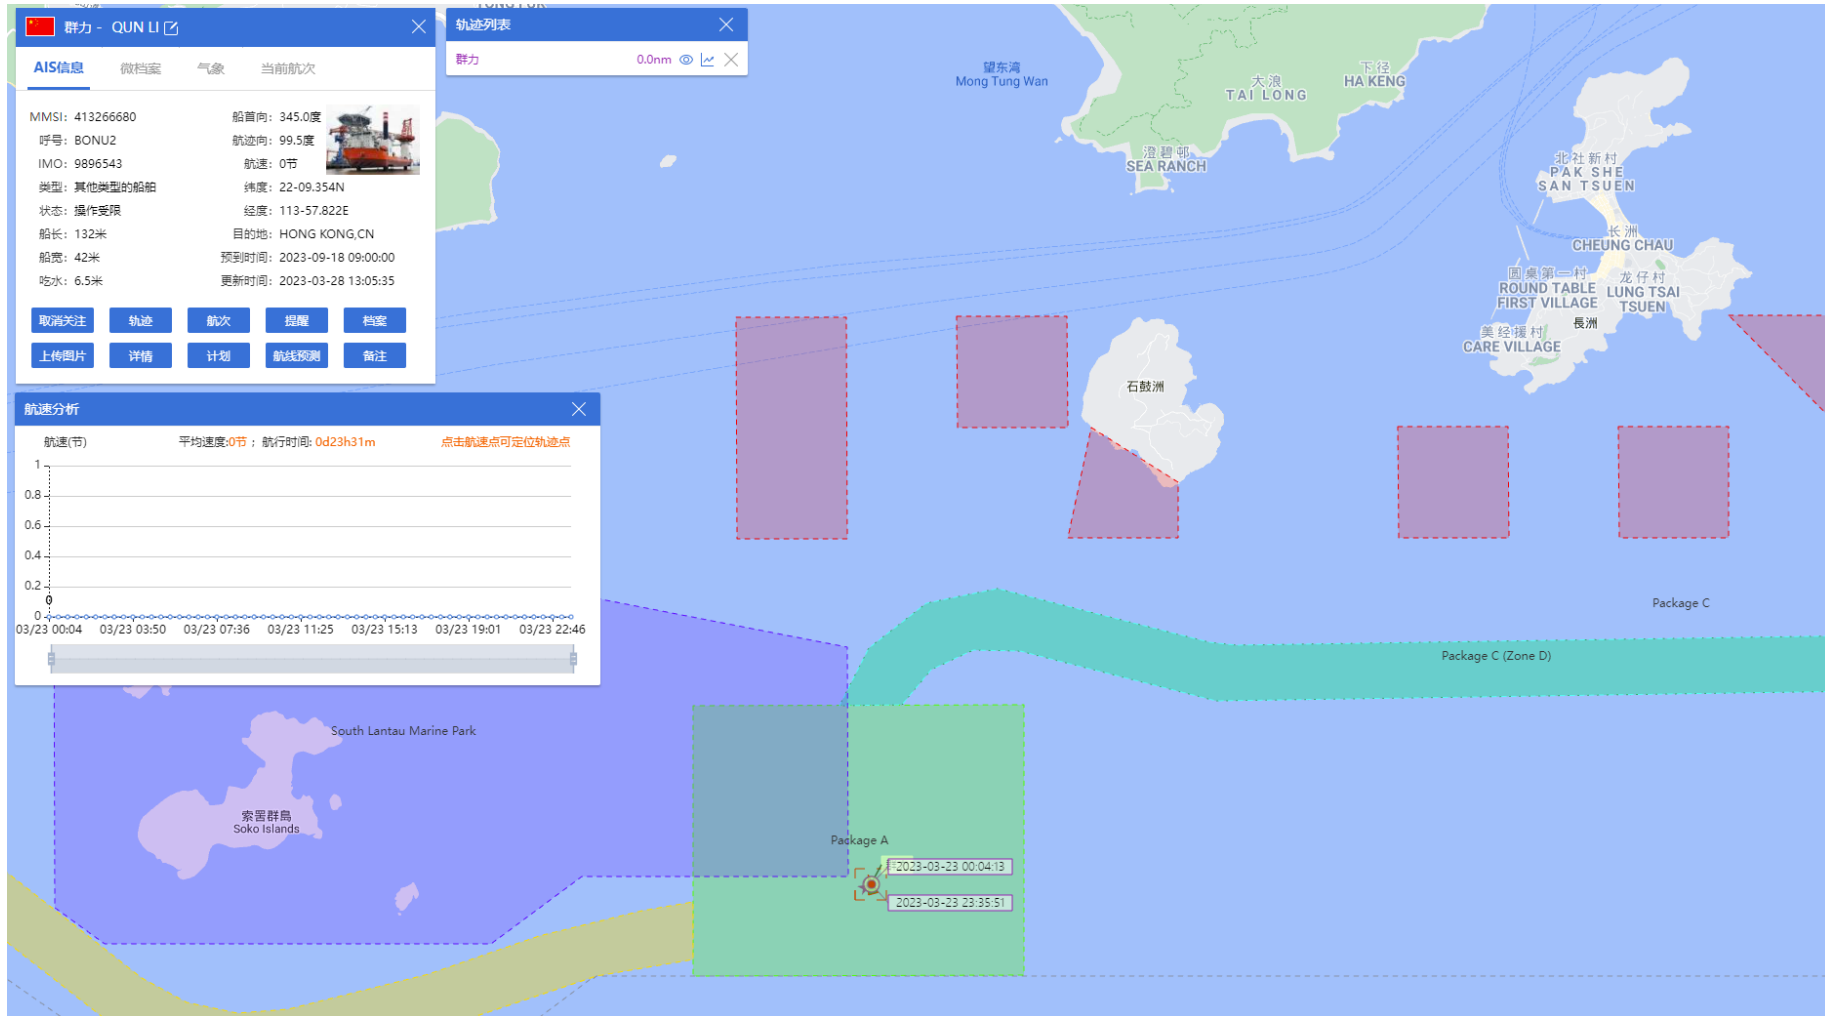 群力 - QUN LI
AIS信息 微档案 气象 当前航次
MMSI: 413266680 船首向: 345.0度
呼号: BONU2 航迹向: 99.5度
IMO: 9896543 航速: 0节
类型: 其他类型的船舶 纬度: 22-09.354N
状态: 操作受限 经度: 113-57.822E
船长: 132米 目的地: HONG KONG,CN
船宽: 42米 预到时间: 2023-09-18 09:00:00
吃水: 6.5米 更新时间: 2023-03-28 13:05:35
取消关注 轨迹 航次 提醒 档案
上传图片 详情 计划 航线预测 备注
轨迹列表
群力 0.0nm
航速分析
航速(节) 平均速度:0节 ; 航行时间: 0d23h31m 点击航速点可定位轨迹点
1
0.8
0.6
0.4
0.2
0
0
03/23 00:04 03/23 03:50 03/23 07:36 03/23 11:25 03/23 15:13 03/23 19:01 03/23 22:46
望东湾
Mong Tung Wan
大浪
TAI LONG
下径
HA KENG
澄碧邨
SEA RANCH
北社新村
PAK SHE
SAN TSUEN
长洲
CHEUNG CHAU
圆桌第一村
ROUND TABLE
FIRST VILLAGE
龙仔村
LUNG TSAI
TSUEN
長洲
美经援村
CARE VILLAGE
石鼓洲
Package C
Package C (Zone D)
South Lantau Marine Park
索罟群島
Soko Islands
Package A
2023-03-23 00:04:13
2023-03-23 23:35:51